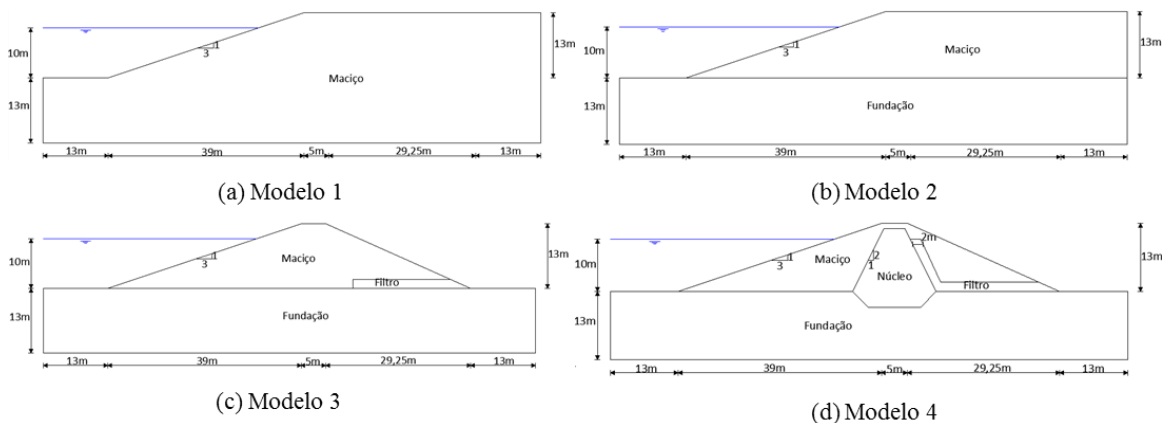 10m
13m
3
1
Maciço
13m
13m
39m
5m
29,25m
13m
(a) Modelo 1
10m
13m
3
1
Maciço
Fundação
13m
13m
39m
5m
29,25m
13m
(b) Modelo 2
10m
13m
3
1
Maciço
Filtro
Fundação
13m
13m
39m
5m
29,25m
13m
(c) Modelo 3
10m
13m
3
1
Maciço
1
2
Núcleo
2m
Filtro
Fundação
13m
13m
39m
5m
29,25m
13m
(d) Modelo 4